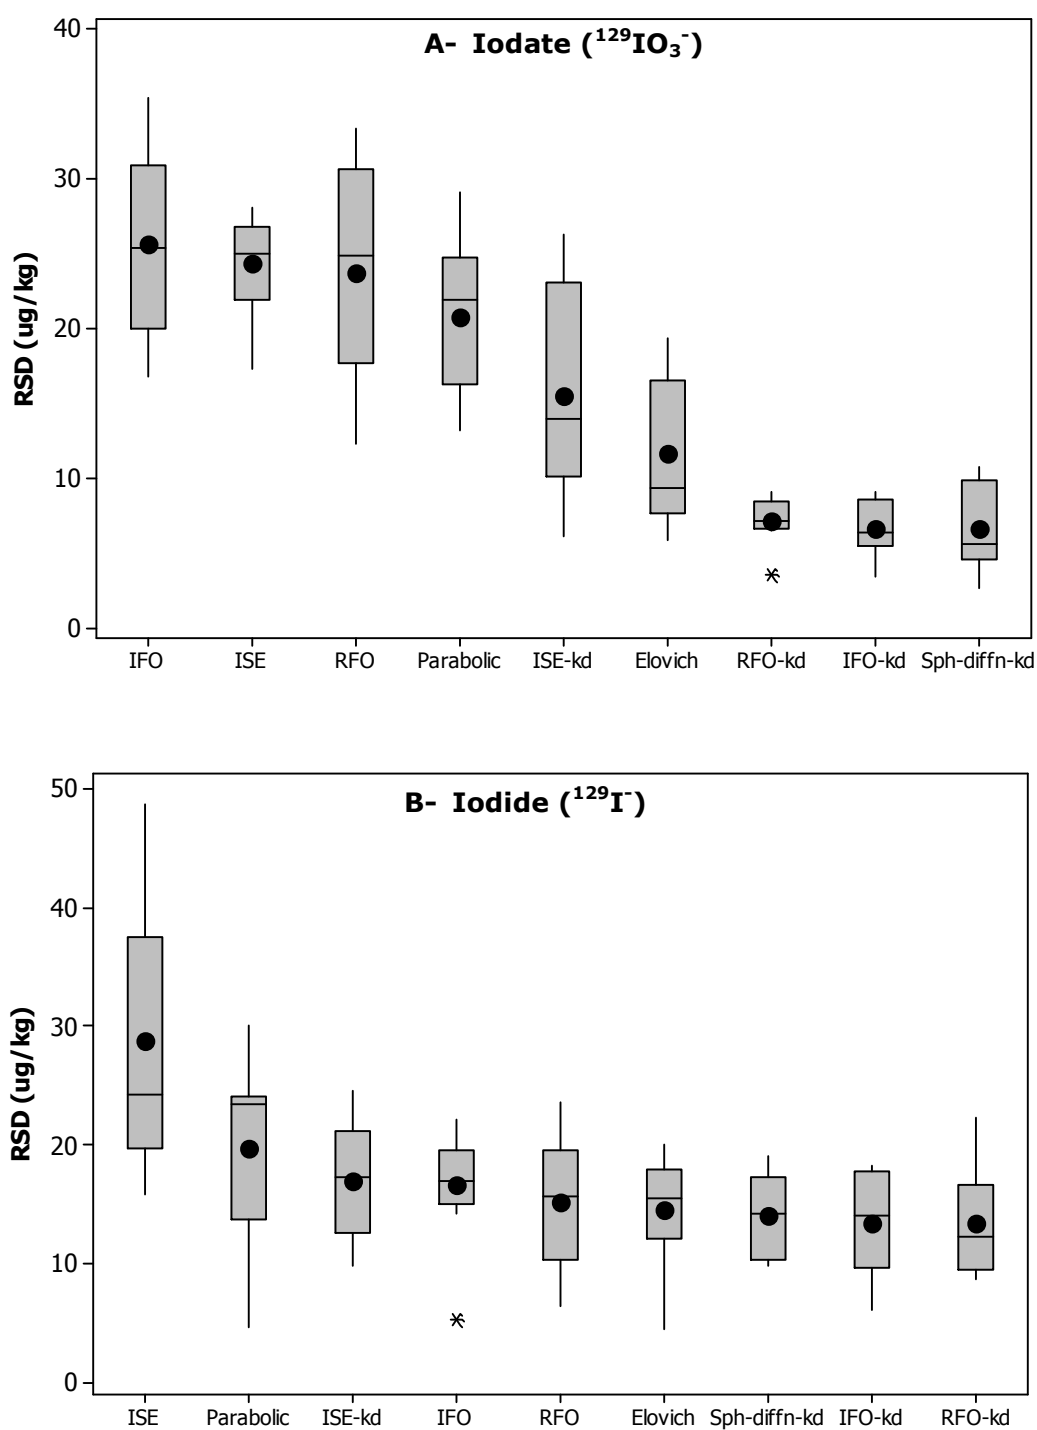 A- Iodate (¹²⁹IO₃⁻)
RSD (ug/kg)
40
30
20
10
0
IFO ISE RFO Parabolic ISE-kd Elovich RFO-kd IFO-kd Sph-diffn-kd
B- Iodide (¹²⁹I⁻)
RSD (ug/kg)
50
40
30
20
10
0
ISE Parabolic ISE-kd IFO RFO Elovich Sph-diffn-kd IFO-kd RFO-kd